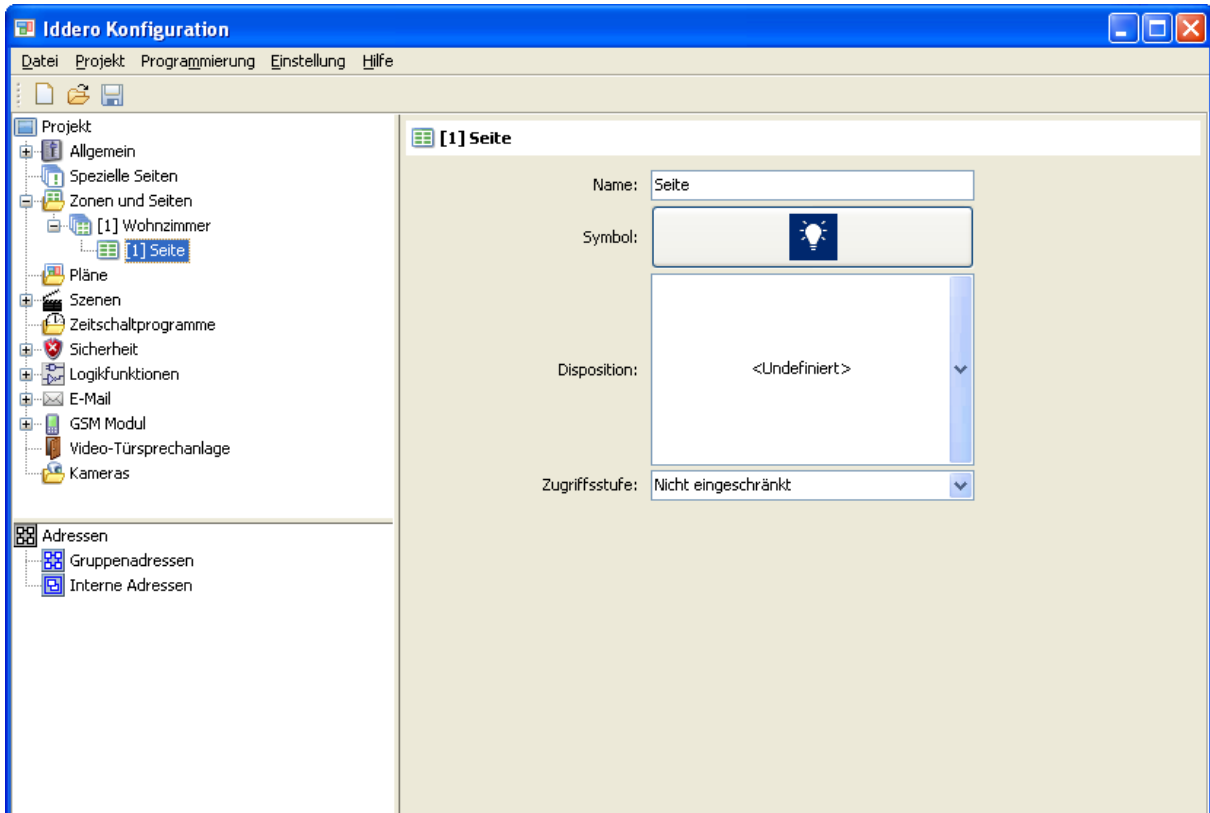 Iddero Konfiguration
Datei Projekt Programmierung Einstellung Hilfe
Projekt
Allgemein
Spezielle Seiten
Zonen und Seiten
[1] Wohnzimmer
[1] Seite
Pläne
Szenen
Zeitschaltprogramme
Sicherheit
Logikfunktionen
E-Mail
GSM Modul
Video-Türsprechanlage
Kameras
Adressen
Gruppenadressen
Interne Adressen
[1] Seite
Name: Seite
Symbol:
Disposition: <Undefiniert>
Zugriffsstufe: Nicht eingeschränkt